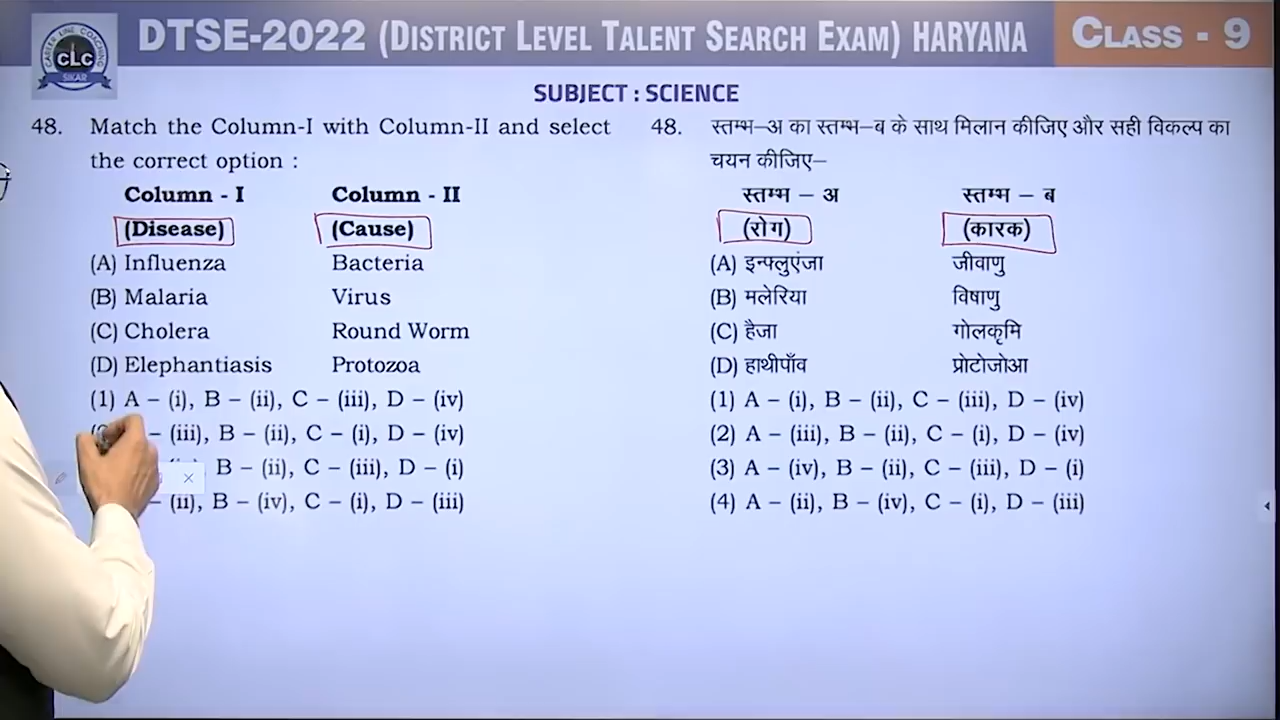 CAREER LINE COACHING
CLC
SIKAR
DTSE-2022 (DISTRICT LEVEL TALENT SEARCH EXAM) HARYANA
CLASS - 9
SUBJECT : SCIENCE
48. Match the Column-I with Column-II and select
the correct option :
Column - I Column - II
(Disease) (Cause)
(A) Influenza Bacteria
(B) Malaria Virus
(C) Cholera Round Worm
(D) Elephantiasis Protozoa
(1) A – (i), B – (ii), C – (iii), D – (iv)
– (iii), B – (ii), C – (i), D – (iv)
B – (ii), C – (iii), D – (i)
– (ii), B – (iv), C – (i), D – (iii)
48. स्तम्भ–अ का स्तम्भ–ब के साथ मिलान कीजिए और सही विकल्प का
चयन कीजिए–
स्तम्भ – अ स्तम्भ – ब
(रोग) (कारक)
(A) इन्फ्लुएंजा जीवाणु
(B) मलेरिया विषाणु
(C) हैजा गोलकृमि
(D) हाथीपाँव प्रोटोजोआ
(1) A – (i), B – (ii), C – (iii), D – (iv)
(2) A – (iii), B – (ii), C – (i), D – (iv)
(3) A – (iv), B – (ii), C – (iii), D – (i)
(4) A – (ii), B – (iv), C – (i), D – (iii)